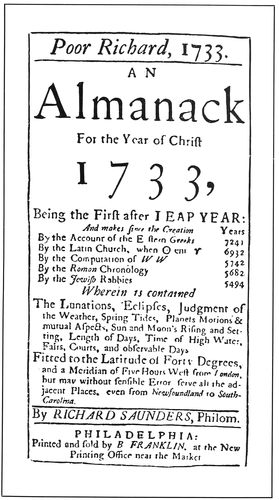 Poor Richard, 1733.
AN
Almanack
For the Year of Christ
1733,
Being the First after LEAP YEAR:
And makes since the Creation Years
By the Account of the Eastern Greeks 7241
By the Latin Church, when ☉ ent ♈ 6932
By the Computation of W W 5742
By the Roman Chronology 5682
By the Jewish Rabbies 5494
Wherein is contained
The Lunations, Eclipses, Judgment of
the Weather, Spring Tides, Planets Motions &
mutual Aspects, Sun and Moon's Rising and Set-
ting, Length of Days, Time of High Water,
Fairs, Courts, and observable Days
Fitted to the Latitude of Forty Degrees,
and a Meridian of Five Hours West from London,
but may without sensible Error serve all the ad-
jacent Places, even from Newfoundland to South-
Carolina.
By RICHARD SAUNDERS, Philom.
PHILADELPHIA:
Printed and sold by B FRANKLIN, at the New
Printing Office near the Market